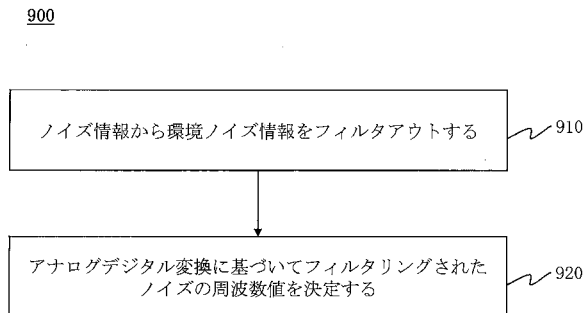 900
ノイズ情報から環境ノイズ情報をフィルタアウトする
910
アナログデジタル変換に基づいてフィルタリングされた
ノイズの周波数値を決定する
920